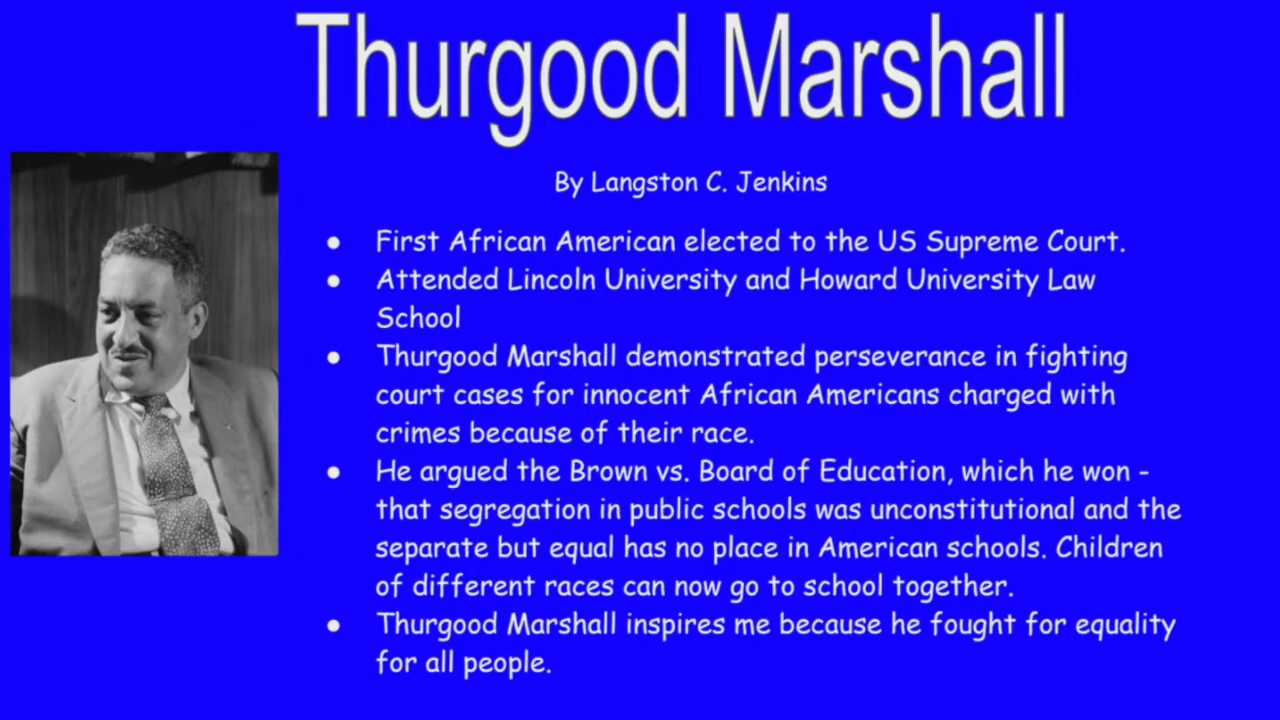 Thurgood Marshall
By Langston C. Jenkins
● First African American elected to the US Supreme Court.
● Attended Lincoln University and Howard University Law
School
● Thurgood Marshall demonstrated perseverance in fighting
court cases for innocent African Americans charged with
crimes because of their race.
● He argued the Brown vs. Board of Education, which he won -
that segregation in public schools was unconstitutional and the
separate but equal has no place in American schools. Children
of different races can now go to school together.
● Thurgood Marshall inspires me because he fought for equality
for all people.